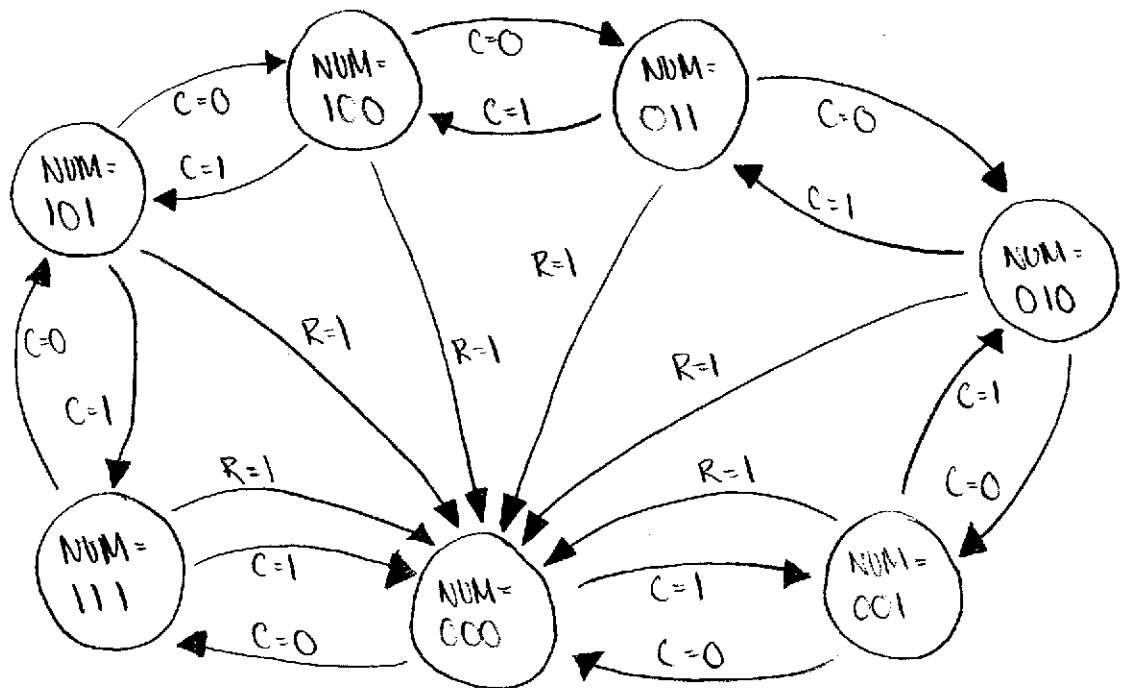 NUM=
100
C=0
NUM=
011
C=0
C=1
C=0
NUM=
101
C=1
C=1
NUM=
010
R=1
C=0
R=1
R=1
R=1
C=1
C=1
R=1
R=1
C=0
NUM=
111
C=1
NUM=
000
C=1
NUM=
001
C=0
C=0